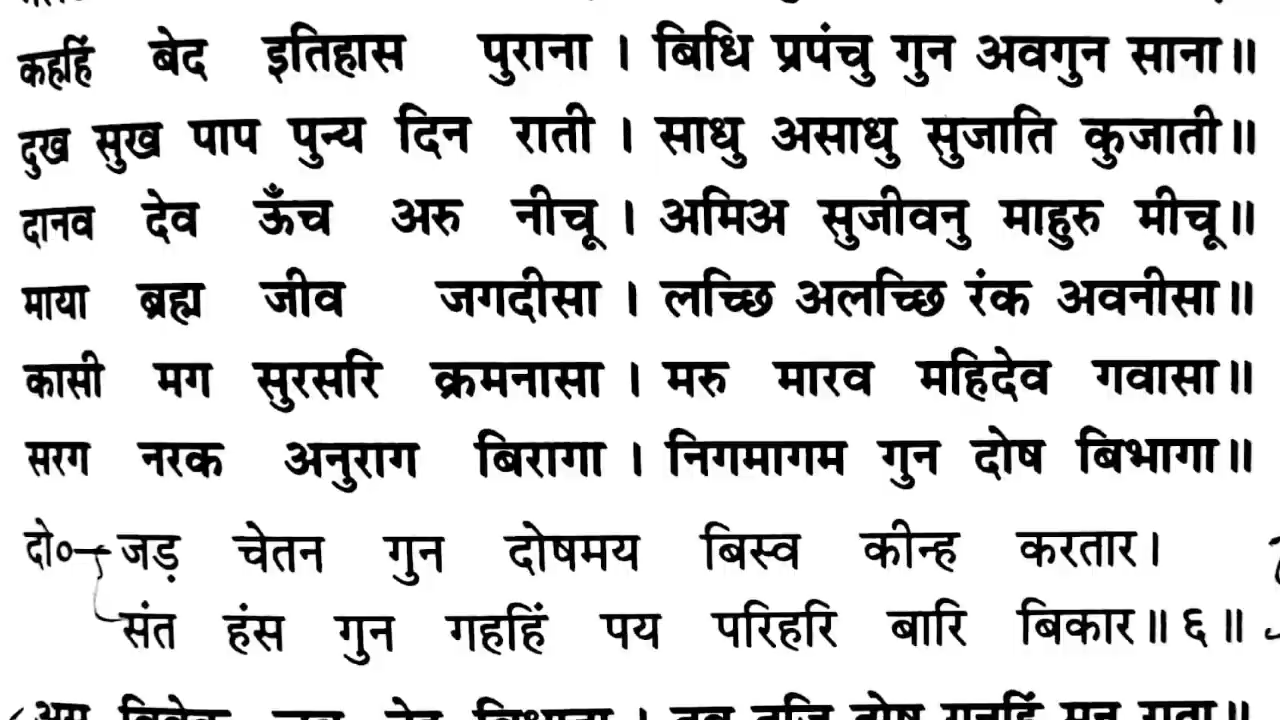 कहहिं बेद इतिहास पुराना । बिधि प्रपंचु गुन अवगुन साना ॥
दुख सुख पाप पुन्य दिन राती । साधु असाधु सुजाति कुजाती ॥
दानव देव ऊँच अरु नीचू । अमिअ सुजीवनु माहुरु मीचू ॥
माया ब्रह्म जीव जगदीसा । लच्छि अलच्छि रंक अवनीसा ॥
कासी मग सुरसरि क्रमनासा । मरु मारव महिदेव गवासा ॥
सरग नरक अनुराग बिरागा । निगमागम गुन दोष बिभागा ॥
दो०— जड़ चेतन गुन दोषमय बिस्व कीन्ह करतार ।
संत हंस गुन गहहिं पय परिहरि बारि बिकार ॥ ६ ॥